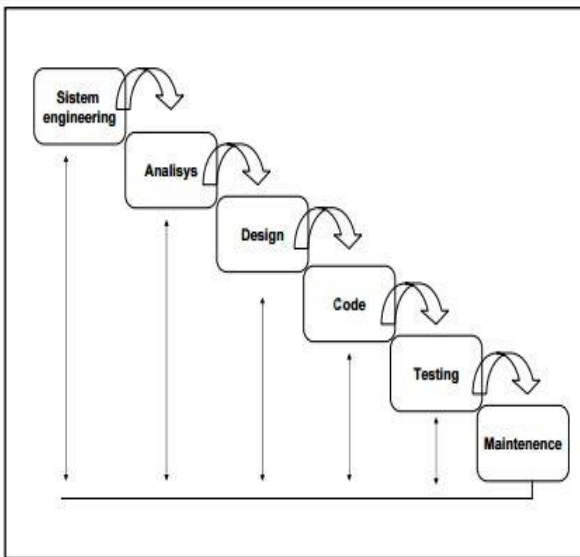 Sistem
engineering
Analisys
Design
Code
Testing
Maintenence